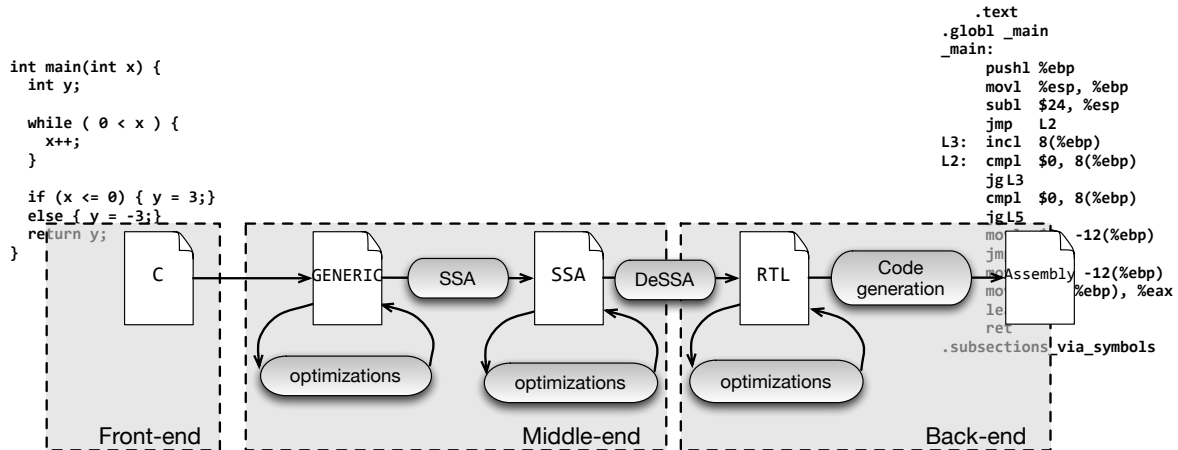 int main(int x) {
int y;
while ( 0 < x ) {
x++;
}
if (x <= 0) { y = 3;}
else { y = -3;}
return y;
}
.text
.globl _main
_main:
pushl %ebp
movl %esp, %ebp
subl $24, %esp
jmp L2
L3: incl 8(%ebp)
L2: cmpl $0, 8(%ebp)
jg L3
cmpl $0, 8(%ebp)
jg L5
-12(%ebp)
jm
-12(%ebp)
%ebp), %eax
le
ret
.subsections_via_symbols
C
GENERIC
SSA
SSA
DeSSA
RTL
Code
generation
Assembly
optimizations
optimizations
optimizations
Front-end
Middle-end
Back-end